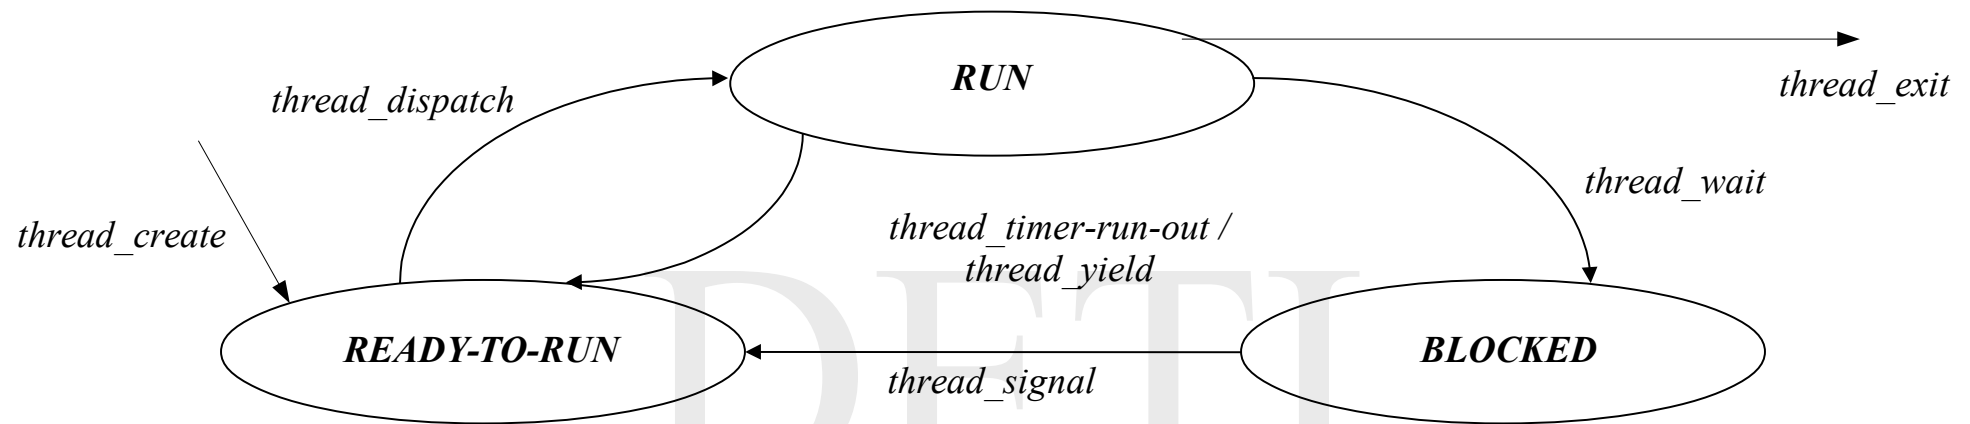 RUN
thread_exit
thread_dispatch
thread_wait
thread_create
thread_timer-run-out /
thread_yield
READY-TO-RUN
BLOCKED
thread_signal
DETI